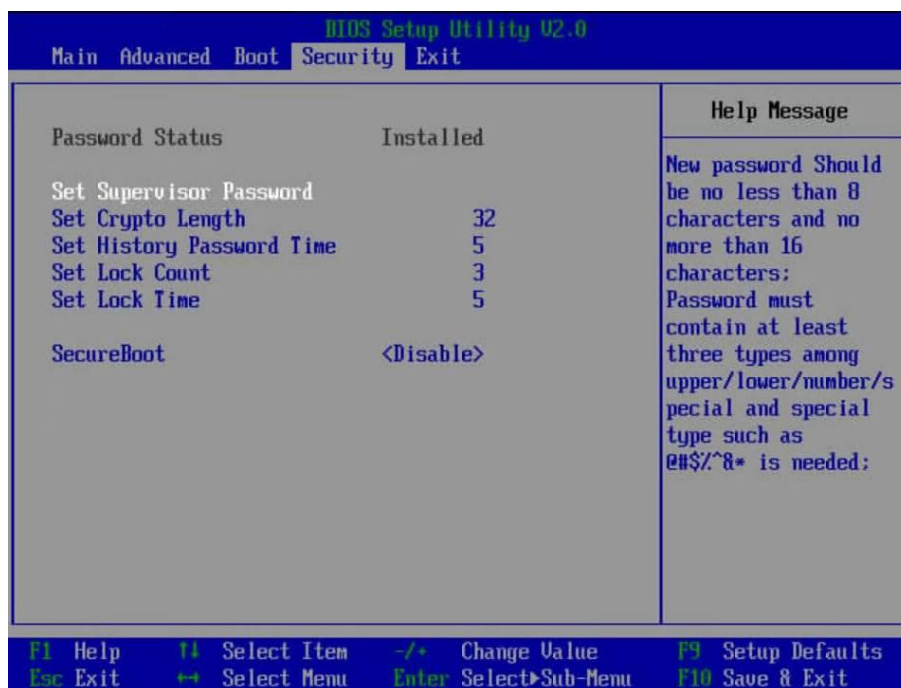 BIOS Setup Utility V2.0
Main Advanced Boot Security Exit
Help Message
Password Status Installed
Set Supervisor Password
Set Crypto Length 32
Set History Password Time 5
Set Lock Count 3
Set Lock Time 5
SecureBoot <Disable>
New password Should
be no less than 8
characters and no
more than 16
characters;
Password must
contain at least
three types among
upper/lower/number/s
pecial and special
type such as
@#$%^&* is needed;
F1 Help ↑↓ Select Item -/+ Change Value F9 Setup Defaults
Esc Exit ↔ Select Menu Enter Select▶Sub-Menu F10 Save & Exit